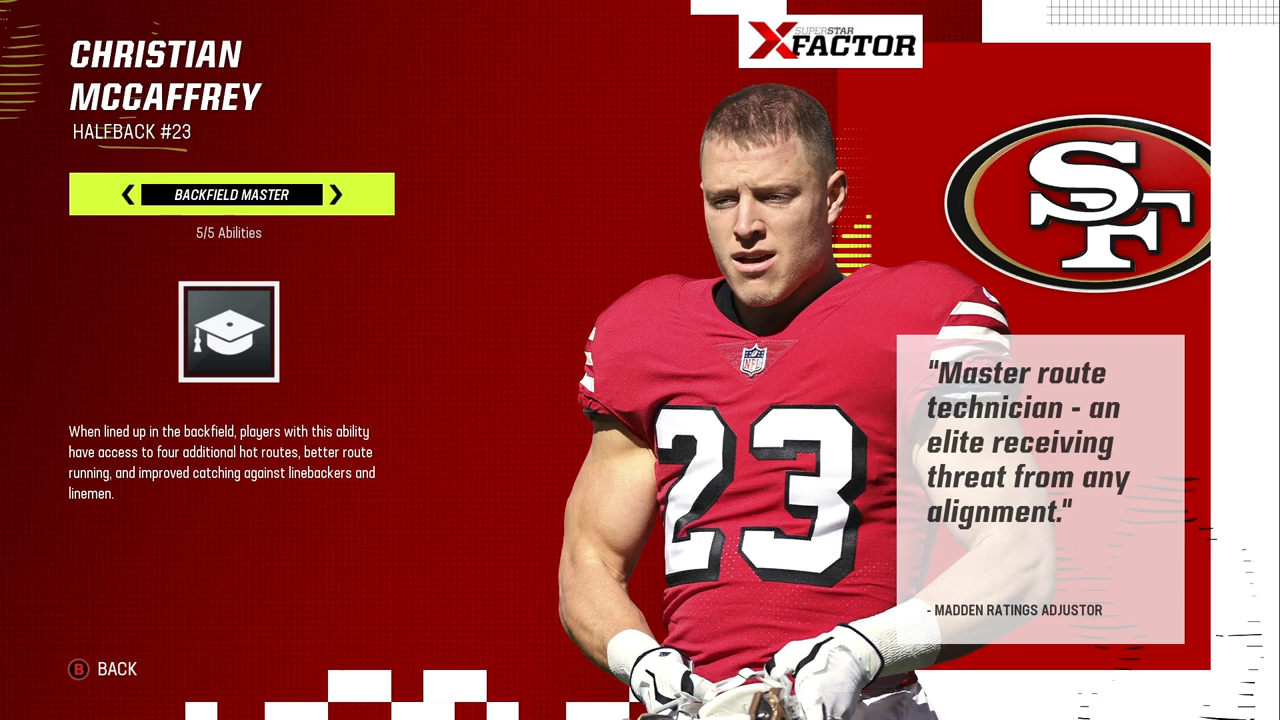 CHRISTIAN
MCCAFFREY
HALFBACK #23
BACKFIELD MASTER
5/5 Abilities
When lined up in the backfield, players with this ability
have access to four additional hot routes, better route
running, and improved catching against linebackers and
linemen.
B BACK
SUPERSTAR
X FACTOR
SF
NFL
23
"Master route
technician - an
elite receiving
threat from any
alignment."
- MADDEN RATINGS ADJUSTOR